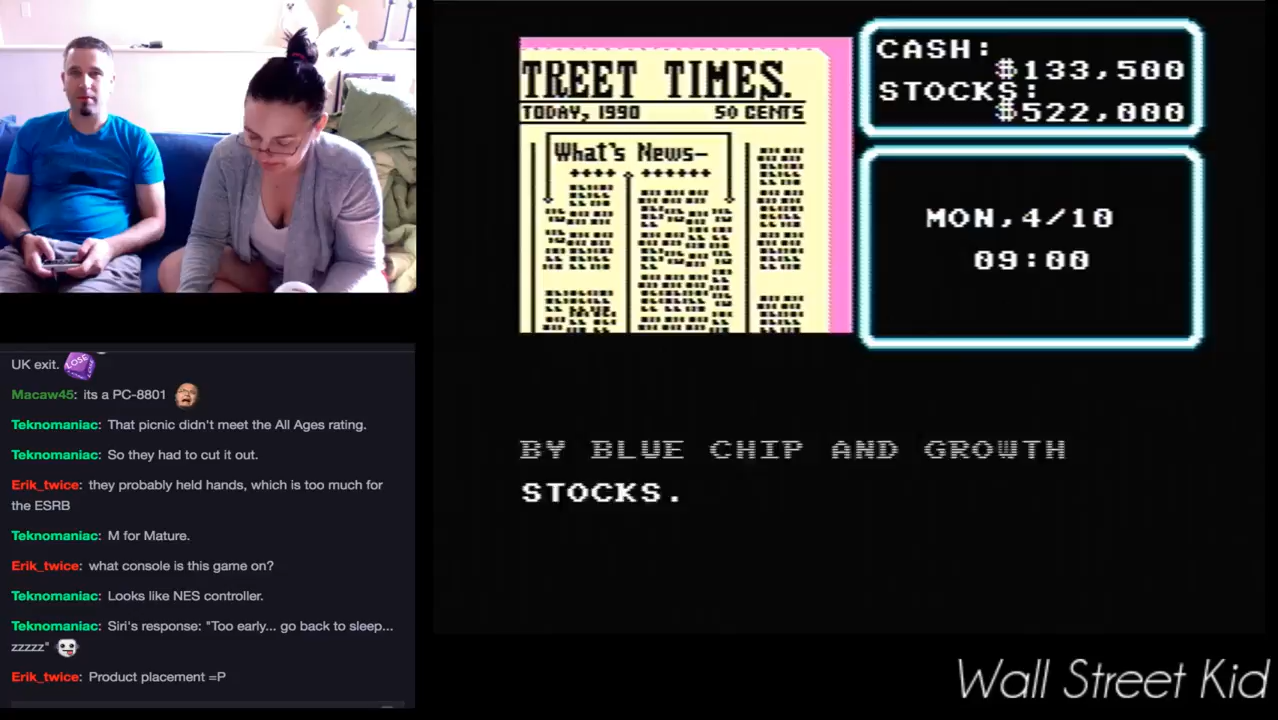 UK exit.
LOSE
Macaw45: its a PC-8801
Teknomaniac: That picnic didn't meet the All Ages rating.
Teknomaniac: So they had to cut it out.
Erik_twice: they probably held hands, which is too much for
the ESRB
Teknomaniac: M for Mature.
Erik_twice: what console is this game on?
Teknomaniac: Looks like NES controller.
Teknomaniac: Siri's response: "Too early... go back to sleep...
zzzzz"
Erik_twice: Product placement =P
TREET TIMES.
TODAY, 1990 50 CENTS
What's News—
CASH:
$133,500
STOCKS:
$522,000
MON,4/10
09:00
BY BLUE CHIP AND GROWTH
STOCKS.
Wall Street Kid